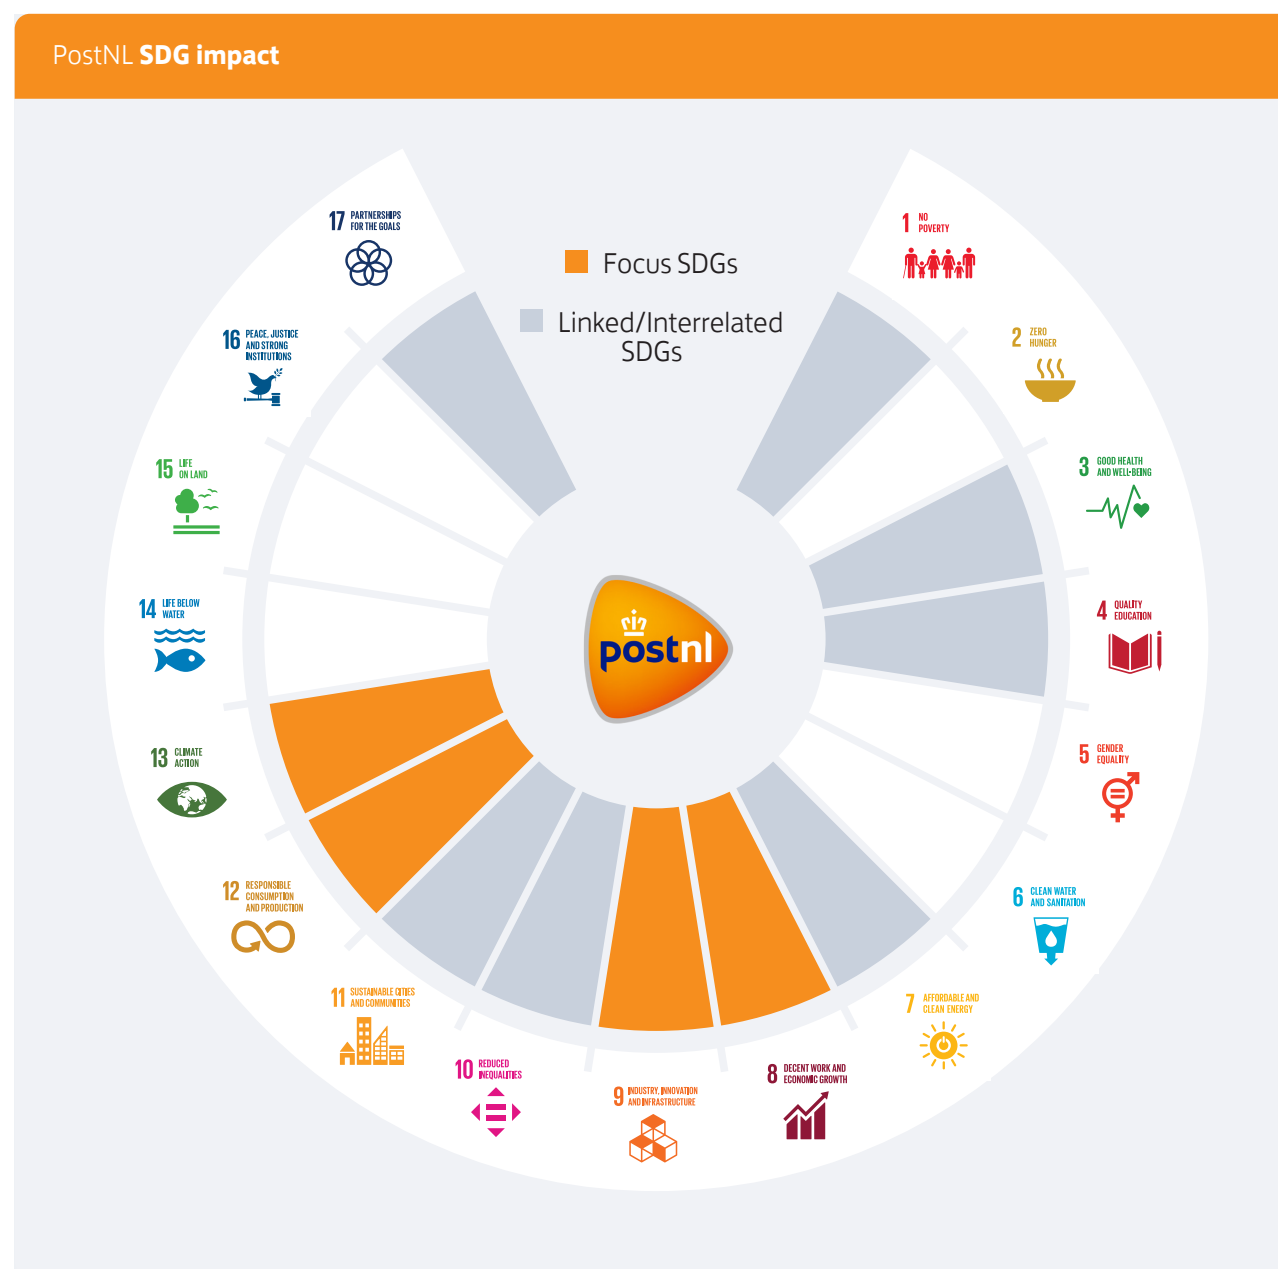 PostNL SDG impact
Focus SDGs
Linked/Interrelated
SDGs
1 NO
POVERTY
2 ZERO
HUNGER
3 GOOD HEALTH
AND WELL-BEING
4 QUALITY
EDUCATION
5 GENDER
EQUALITY
6 CLEAN WATER
AND SANITATION
7 AFFORDABLE AND
CLEAN ENERGY
8 DECENT WORK AND
ECONOMIC GROWTH
9 INDUSTRY, INNOVATION
AND INFRASTRUCTURE
10 REDUCED
INEQUALITIES
11 SUSTAINABLE CITIES
AND COMMUNITIES
12 RESPONSIBLE
CONSUMPTION
AND PRODUCTION
13 CLIMATE
ACTION
14 LIFE BELOW
WATER
15 LIFE
ON LAND
16 PEACE, JUSTICE
AND STRONG
INSTITUTIONS
17 PARTNERSHIPS
FOR THE GOALS
postnl